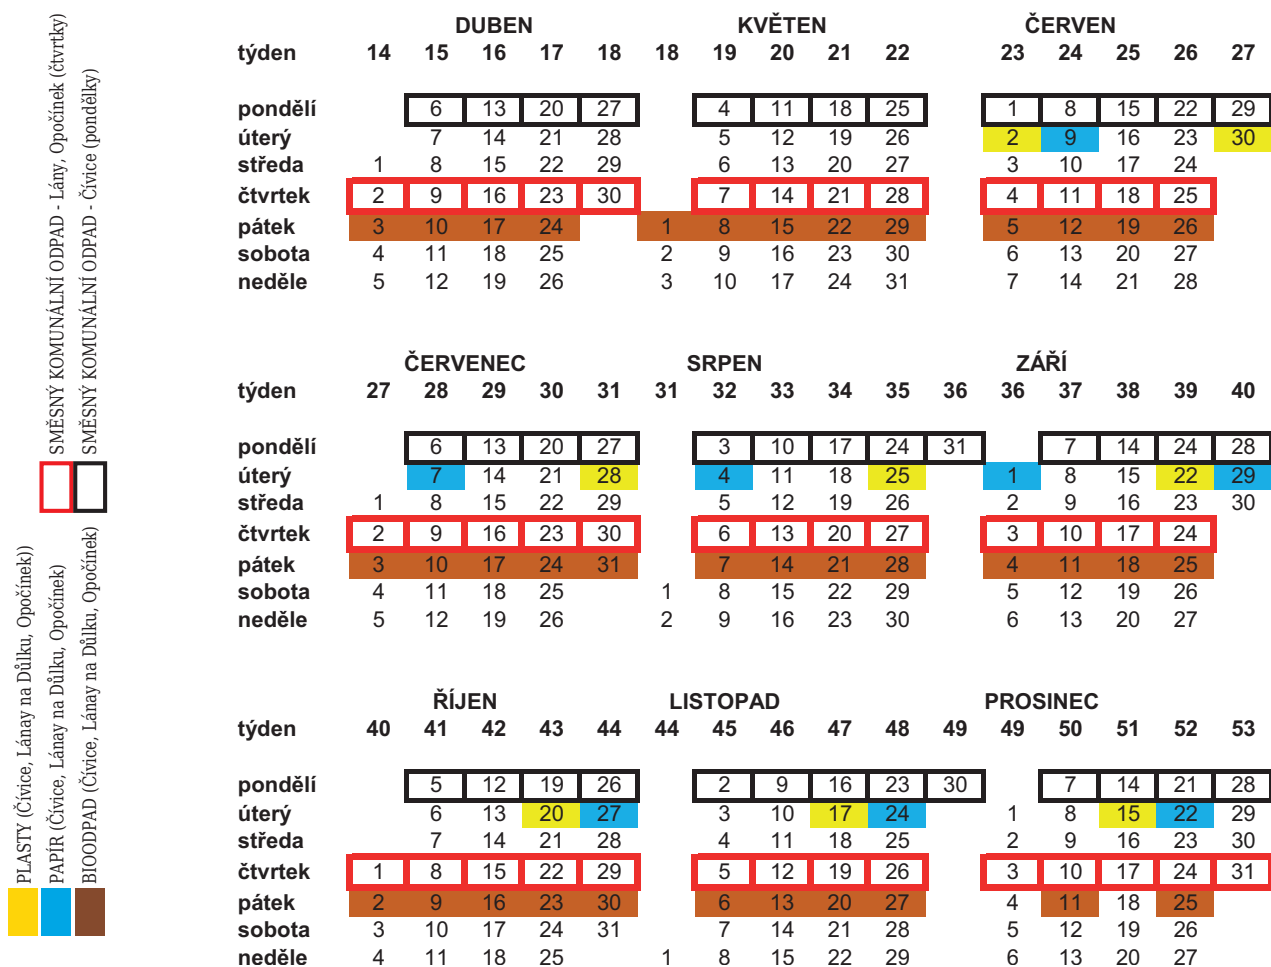 SMĚSNÝ KOMUNÁLNÍ ODPAD - Lány, Opočínek (čtvrtky)
SMĚSNÝ KOMUNÁLNÍ ODPAD - Čívice (pondělky)
PLASTY (Čívice, Lánay na Důlku, Opočínek))
PAPÍR (Čívice, Lánay na Důlku, Opočínek)
BIOODPAD (Čívice, Lánay na Důlku, Opočínek)
DUBEN KVĚTEN ČERVEN
týden 14 15 16 17 18 18 19 20 21 22 23 24 25 26 27
pondělí 6 13 20 27 4 11 18 25 1 8 15 22 29
úterý 7 14 21 28 5 12 19 26 2 9 16 23 30
středa 1 8 15 22 29 6 13 20 27 3 10 17 24
čtvrtek 2 9 16 23 30 7 14 21 28 4 11 18 25
pátek 3 10 17 24 1 8 15 22 29 5 12 19 26
sobota 4 11 18 25 2 9 16 23 30 6 13 20 27
neděle 5 12 19 26 3 10 17 24 31 7 14 21 28
ČERVENEC SRPEN ZÁŘÍ
týden 27 28 29 30 31 31 32 33 34 35 36 36 37 38 39 40
pondělí 6 13 20 27 3 10 17 24 31 7 14 24 28
úterý 7 14 21 28 4 11 18 25 1 8 15 22 29
středa 1 8 15 22 29 5 12 19 26 2 9 16 23 30
čtvrtek 2 9 16 23 30 6 13 20 27 3 10 17 24
pátek 3 10 17 24 31 7 14 21 28 4 11 18 25
sobota 4 11 18 25 1 8 15 22 29 5 12 19 26
neděle 5 12 19 26 2 9 16 23 30 6 13 20 27
ŘÍJEN LISTOPAD PROSINEC
týden 40 41 42 43 44 44 45 46 47 48 49 49 50 51 52 53
pondělí 5 12 19 26 2 9 16 23 30 7 14 21 28
úterý 6 13 20 27 3 10 17 24 1 8 15 22 29
středa 7 14 21 28 4 11 18 25 2 9 16 23 30
čtvrtek 1 8 15 22 29 5 12 19 26 3 10 17 24 31
pátek 2 9 16 23 30 6 13 20 27 4 11 18 25
sobota 3 10 17 24 31 7 14 21 28 5 12 19 26
neděle 4 11 18 25 1 8 15 22 29 6 13 20 27